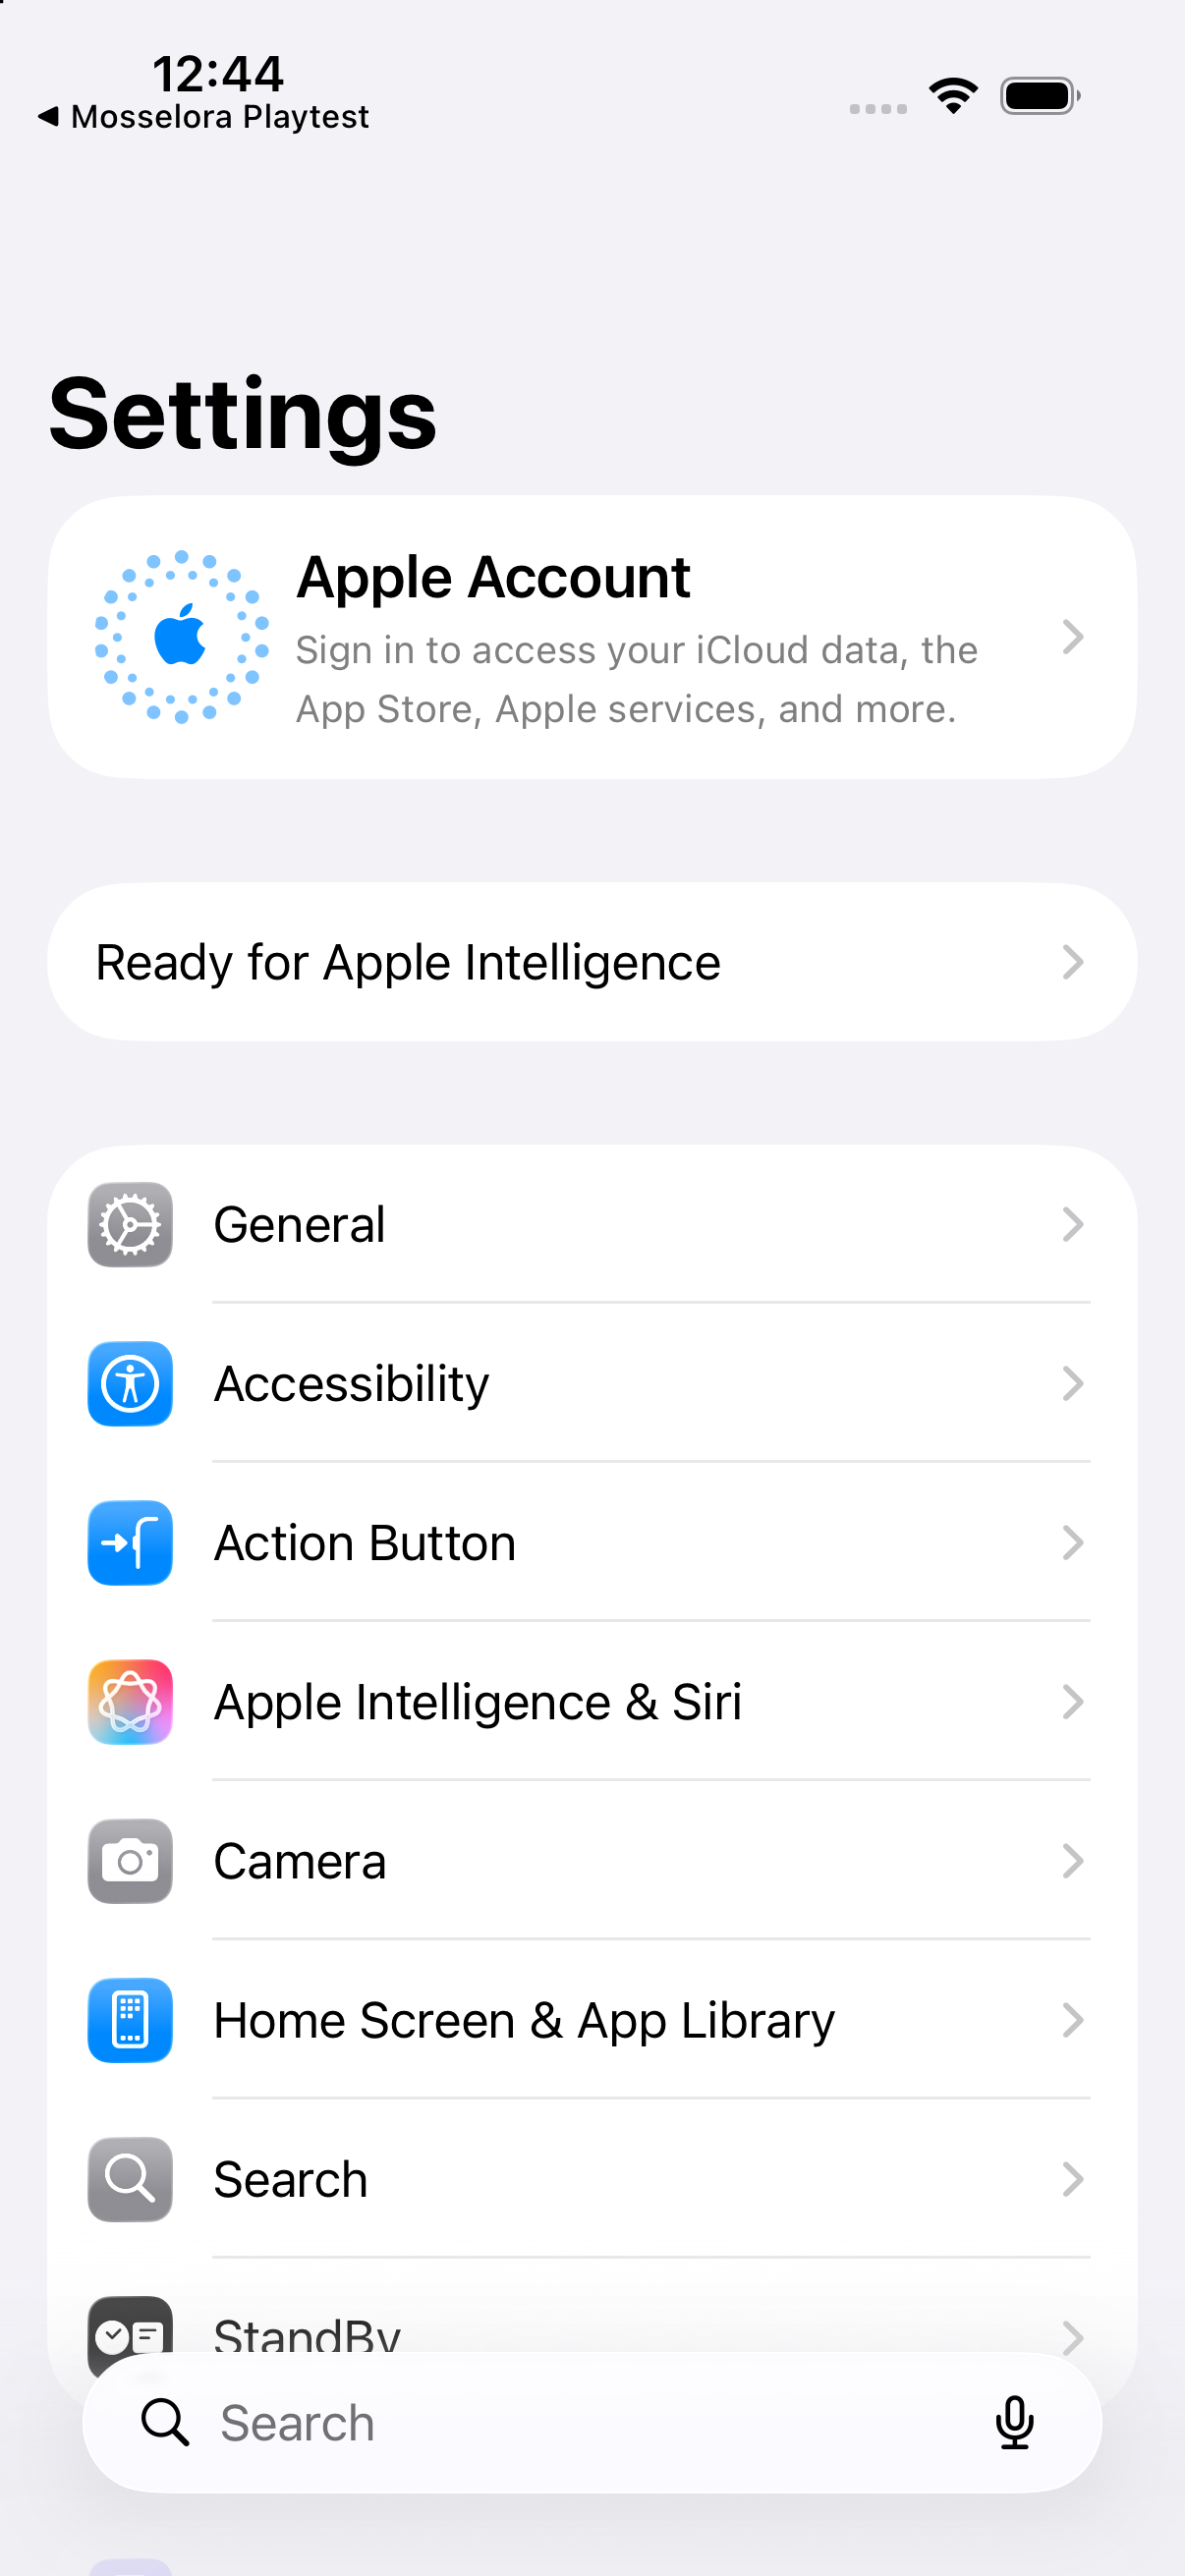 12:44
Mosselora Playtest
Settings
Apple Account
Sign in to access your iCloud data, the
App Store, Apple services, and more.
Ready for Apple Intelligence
General
Accessibility
Action Button
Apple Intelligence & Siri
Camera
Home Screen & App Library
Search
StandBy
Search